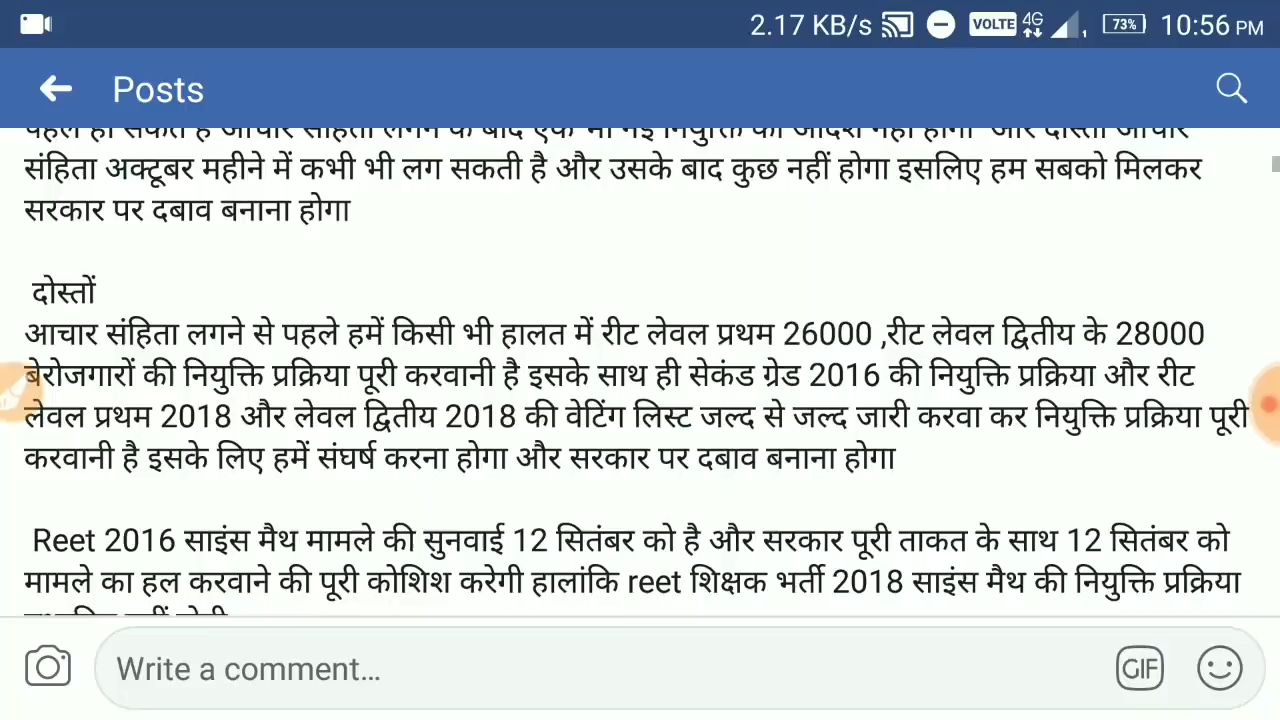 2.17 KB/s VOLTE 4G 73% 10:56 PM
Posts
संहिता अक्टूबर महीने में कभी भी लग सकती है और उसके बाद कुछ नहीं होगा इसलिए हम सबको मिलकर
सरकार पर दबाव बनाना होगा
दोस्तों
आचार संहिता लगने से पहले हमें किसी भी हालत में रीट लेवल प्रथम 26000 ,रीट लेवल द्वितीय के 28000
बेरोजगारों की नियुक्ति प्रक्रिया पूरी करवानी है इसके साथ ही सेकंड ग्रेड 2016 की नियुक्ति प्रक्रिया और रीट
लेवल प्रथम 2018 और लेवल द्वितीय 2018 की वेटिंग लिस्ट जल्द से जल्द जारी करवा कर नियुक्ति प्रक्रिया पूरी
करवानी है इसके लिए हमें संघर्ष करना होगा और सरकार पर दबाव बनाना होगा
Reet 2016 साइंस मैथ मामले की सुनवाई 12 सितंबर को है और सरकार पूरी ताकत के साथ 12 सितंबर को
मामले का हल करवाने की पूरी कोशिश करेगी हालांकि reet शिक्षक भर्ती 2018 साइंस मैथ की नियुक्ति प्रक्रिया
Write a comment...
GIF